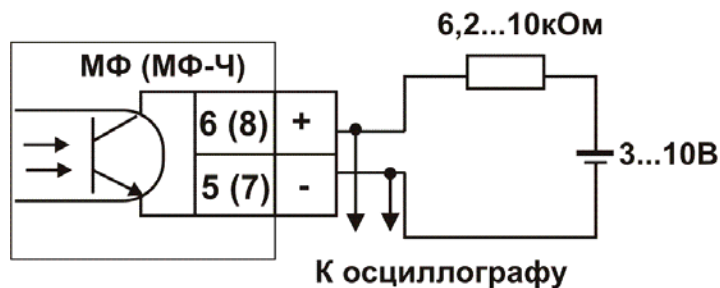 6,2...10кОм
МФ (МФ-Ч)
6 (8) +
3...10В
5 (7) -
К осциллографу